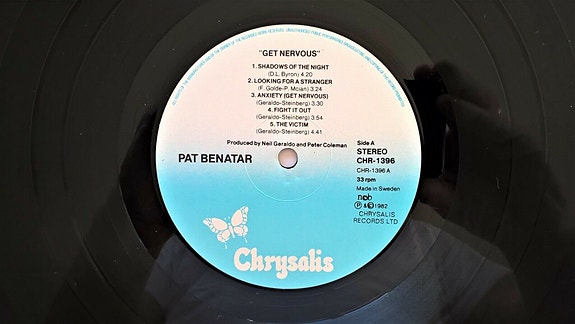 "GET NERVOUS"
1. SHADOWS OF THE NIGHT
(D.L. Byron) 4.20
2. LOOKING FOR A STRANGER
(F. Golde-P. Mcian) 3.24
3. ANXIETY (GET NERVOUS)
(Geraldo-Steinberg) 3.30
4. FIGHT IT OUT
(Geraldo-Steinberg) 3.54
5. THE VICTIM
(Geraldo-Steinberg) 4.41
Produced by Neil Geraldo and Peter Coleman
PAT BENATAR
Side A
STEREO
CHR-1396
CHR-1396 A
33 rpm
Made in Sweden
ncb
Ⓟ & © 1982
CHRYSALIS
RECORDS LTD
Chrysalis